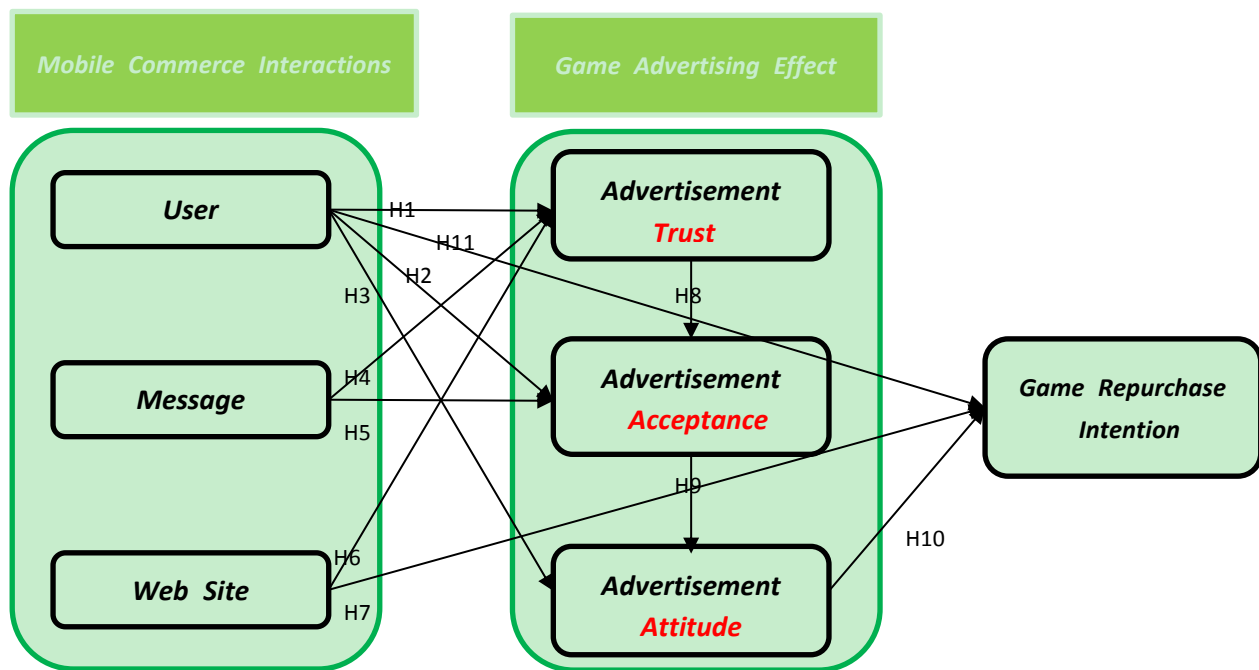 Mobile Commerce Interactions
Game Advertising Effect
User
Advertisement
Trust
H1
H11
H2
H3
H8
Message
Advertisement
Acceptance
Game Repurchase
Intention
H4
H5
H9
H10
Web Site
Advertisement
Attitude
H6
H7